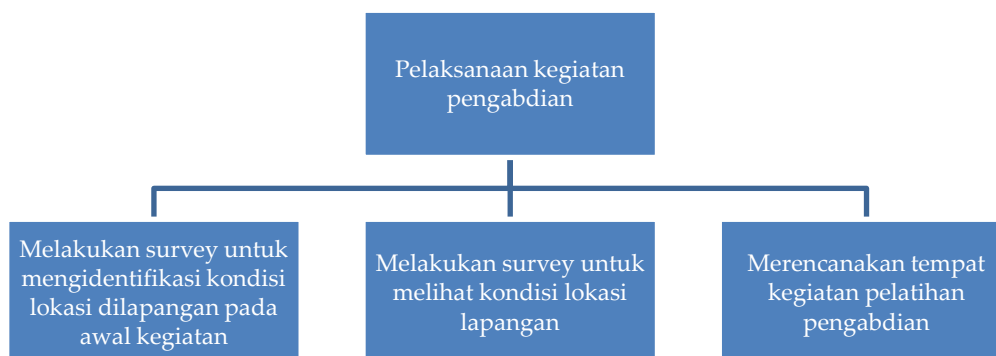 Pelaksanaan kegiatan
pengabdian
Melakukan survey untuk
mengidentifikasi kondisi
lokasi dilapangan pada
awal kegiatan
Melakukan survey untuk
melihat kondisi lokasi
lapangan
Merencanakan tempat
kegiatan pelatihan
pengabdian